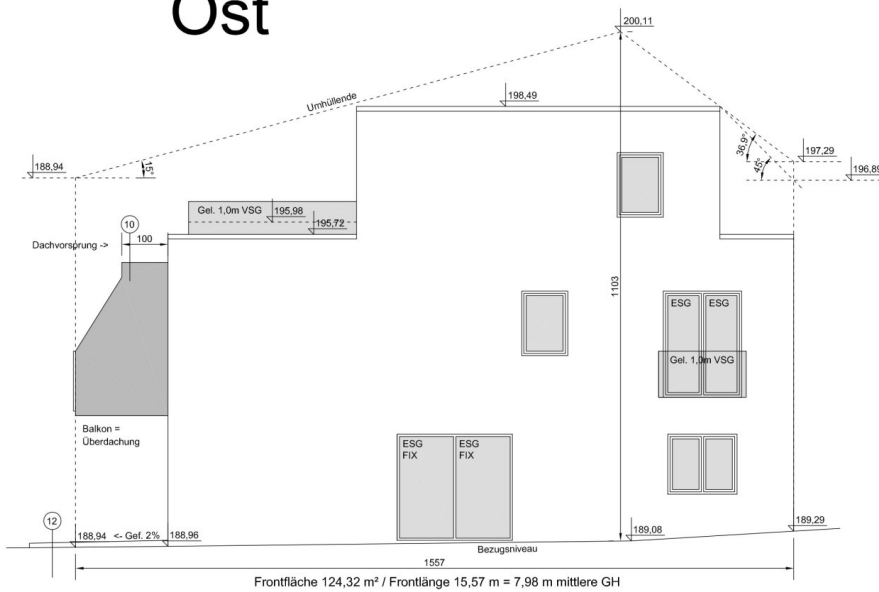 Ost
200,11
Umhüllende
198,49
188,94
15°
36,9°
45°
197,29
196,89
Gel. 1,0m VSG
195,98
195,72
10
Dachvorsprung ->
100
1103
ESG
ESG
Gel. 1,0m VSG
Balkon =
Überdachung
ESG
FIX
ESG
FIX
12
188,94
<- Gef. 2%
188,96
189,08
189,29
Bezugsniveau
1557
Frontfläche 124,32 m² / Frontlänge 15,57 m = 7,98 m mittlere GH